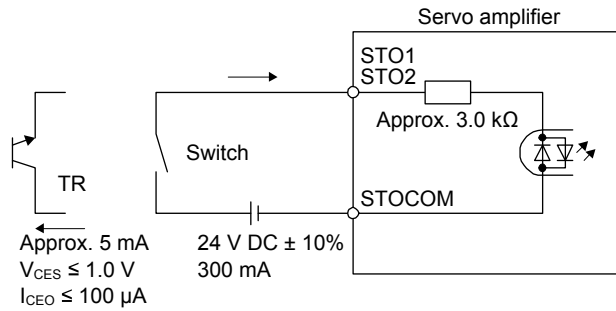 Servo amplifier
STO1
STO2
Approx. 3.0 kΩ
Switch
TR
STOCOM
Approx. 5 mA
VCES ≤ 1.0 V
ICEO ≤ 100 μA
24 V DC ± 10%
300 mA